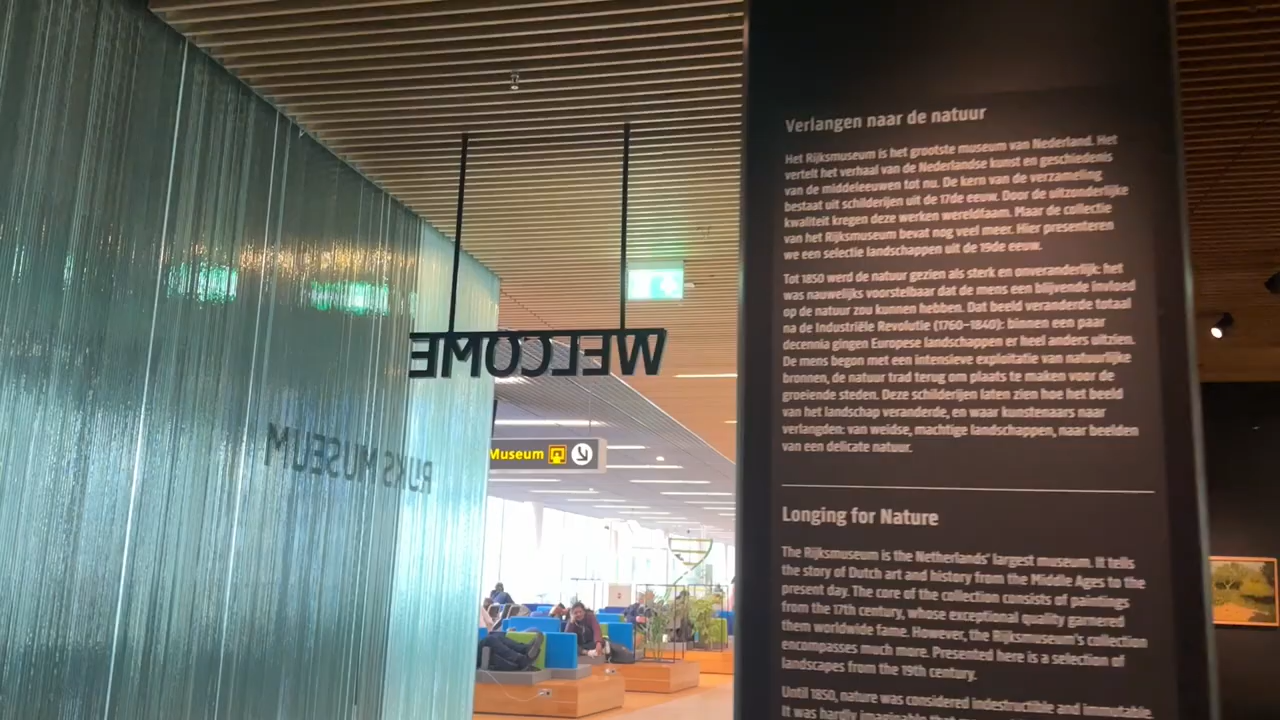 WELCOME
RIJKS MUSEUM
Museum
Verlangen naar de natuur
Het Rijksmuseum is het grootste museum van Nederland. Het
vertelt het verhaal van de Nederlandse kunst en geschiedenis
van de middeleeuwen tot nu. De kern van de verzameling
bestaat uit schilderijen uit de 17de eeuw. Door de uitzonderlijke
kwaliteit kregen deze werken wereldfaam. Maar de collectie
van het Rijksmuseum bevat nog veel meer. Hier presenteren
we een selectie landschappen uit de 19de eeuw.
Tot 1850 werd de natuur gezien als sterk en onveranderlijk: het
was nauwelijks voorstelbaar dat de mens een blijvende invloed
op de natuur zou kunnen hebben. Dat beeld veranderde totaal
na de Industriële Revolutie (1760–1840): binnen een paar
decennia gingen Europese landschappen er heel anders uitzien.
De mens begon met een intensieve exploitatie van natuurlijke
bronnen, de natuur trad terug om plaats te maken voor de
groeiende steden. Deze schilderijen laten zien hoe het beeld
van het landschap veranderde, en waar kunstenaars naar
verlangden: van weidse, machtige landschappen, naar beelden
van een delicate natuur.
Longing for Nature
The Rijksmuseum is the Netherlands' largest museum. It tells
the story of Dutch art and history from the Middle Ages to the
present day. The core of the collection consists of paintings
from the 17th century, whose exceptional quality garnered
them worldwide fame. However, the Rijksmuseum's collection
encompasses much more. Presented here is a selection of
landscapes from the 19th century.
Until 1850, nature was considered indestructible and immutable.
It was hardly imaginable that